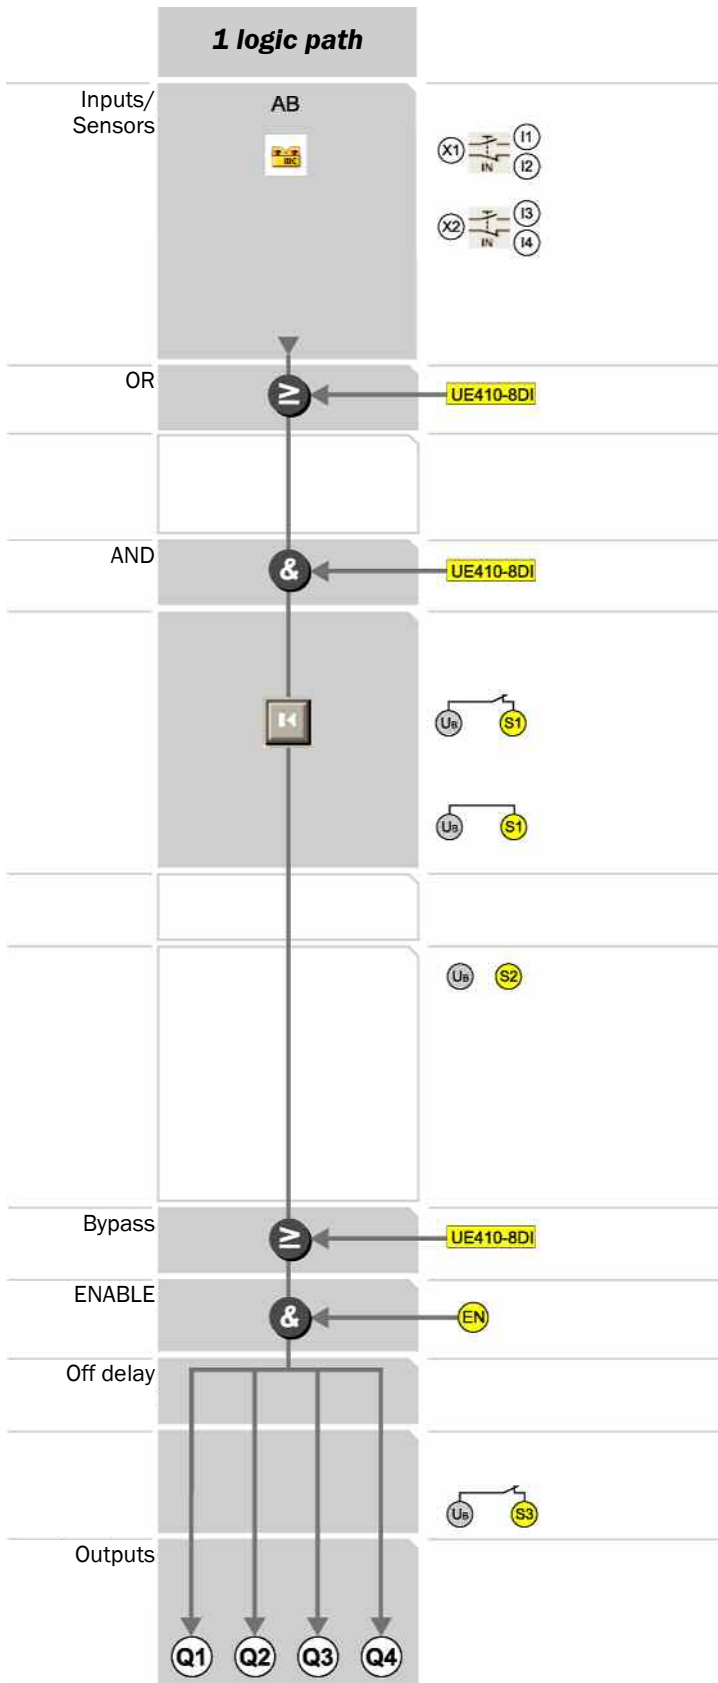 1 logic path
Inputs/
Sensors
AB
IIIC
X1
I1
I2
IN
X2
I3
I4
IN
OR
≥
UE410-8DI
AND
&
UE410-8DI
UB
S1
UB
S1
UB
S2
Bypass
≥
UE410-8DI
ENABLE
&
EN
Off delay
UB
S3
Outputs
Q1
Q2
Q3
Q4